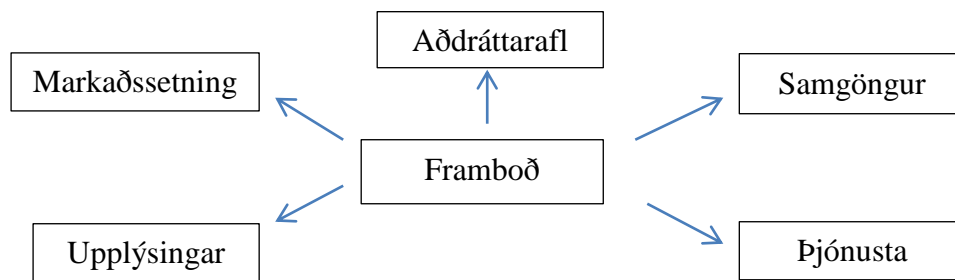 Aðdráttarafl
Markaðssetning
Samgöngur
Framboð
Upplýsingar
Þjónusta